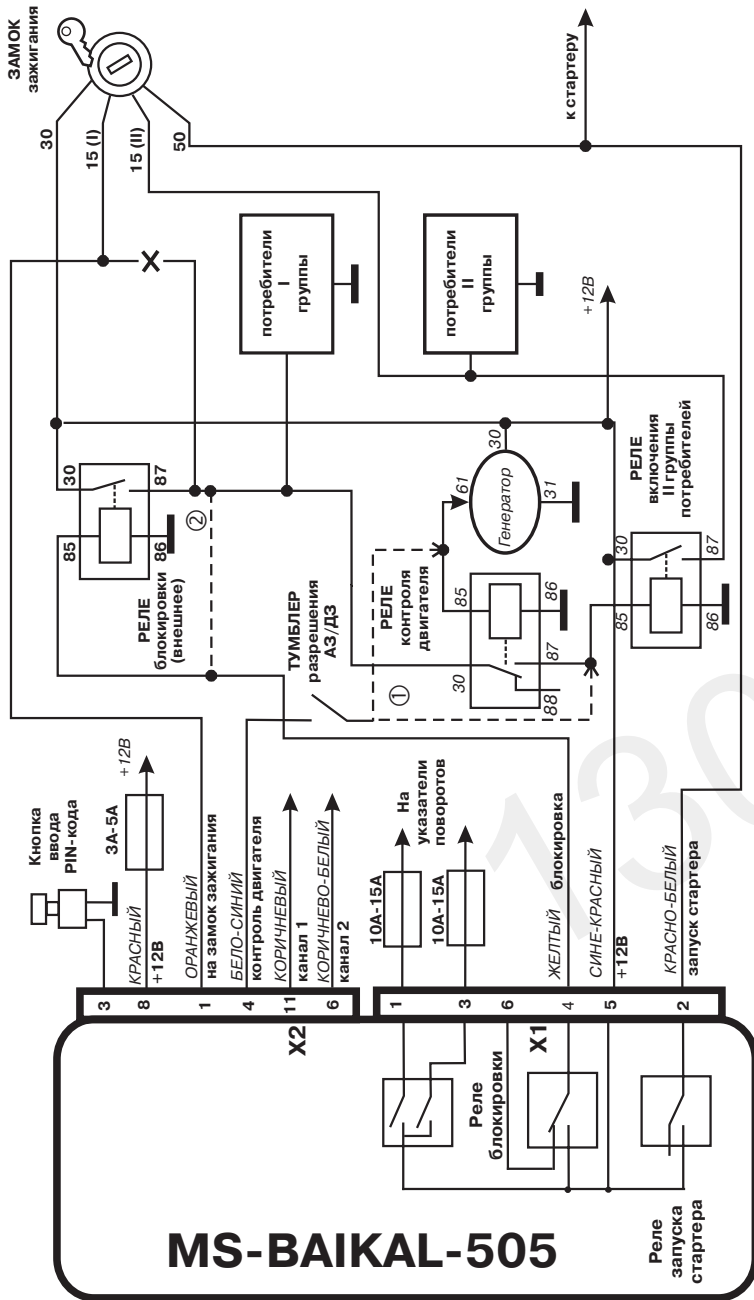 ЗАМОК
зажигания
30
15 (I)
15 (II)
50
к стартеру
потребители
I
группы
потребители
II
группы
+12В
30
87
85
86
②
РЕЛЕ
блокировки
(внешнее)
ТУМБЛЕР
разрешения
АЗ/ДЗ
①
РЕЛЕ
контроля
двигателя
61
30
31
Генератор
85
86
30
87
88
РЕЛЕ
включения
II группы
потребителей
30
87
85
86
Кнопка
ввода
PIN-кода
3А-5А
+12В
КРАСНЫЙ
+12В
ОРАНЖЕВЫЙ
на замок зажигания
БЕЛО-СИНИЙ
контроль двигателя
КОРИЧНЕВЫЙ
канал 1
КОРИЧНЕВО-БЕЛЫЙ
канал 2
10А-15А
10А-15А
На
указатели
поворотов
ЖЕЛТЫЙ блокировка
СИНЕ-КРАСНЫЙ
+12В
КРАСНО-БЕЛЫЙ
запуск стартера
3
8
1
4
11
6
X2
1
3
6
4
5
2
X1
Реле
блокировки
Реле
запуска
стартера
MS-BAIKAL-505
130